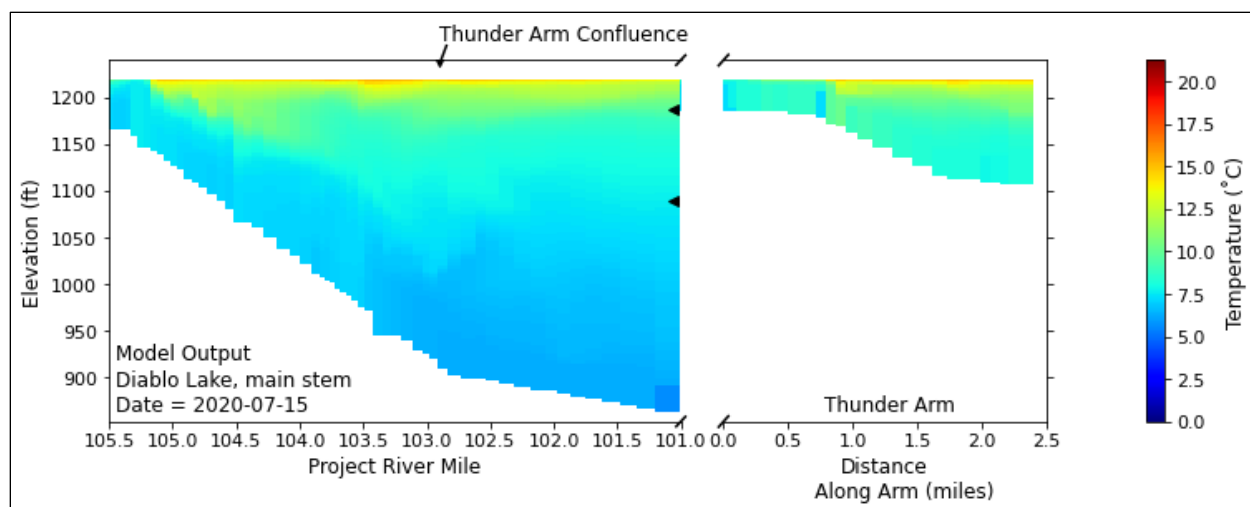 Thunder Arm Confluence
1200
1150
1100
1050
1000
950
900
Elevation (ft)
Model Output
Diablo Lake, main stem
Date = 2020-07-15
105.5 105.0 104.5 104.0 103.5 103.0 102.5 102.0 101.5 101.0
Project River Mile
Thunder Arm
0.0 0.5 1.0 1.5 2.0 2.5
Distance
Along Arm (miles)
20.0
17.5
15.0
12.5
10.0
7.5
5.0
2.5
0.0
Temperature (˚C)